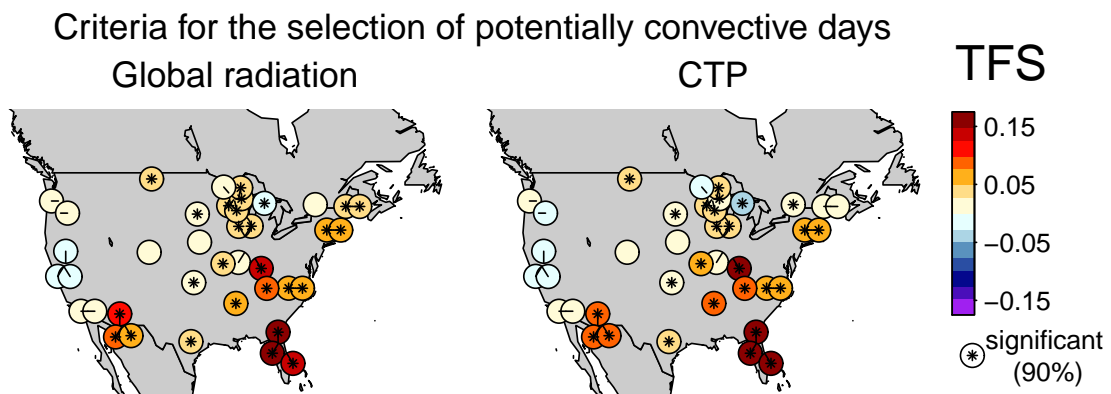 Criteria for the selection of potentially convective days
Global radiation
CTP
TFS
0.15
0.05
−0.05
−0.15
significant
(90%)